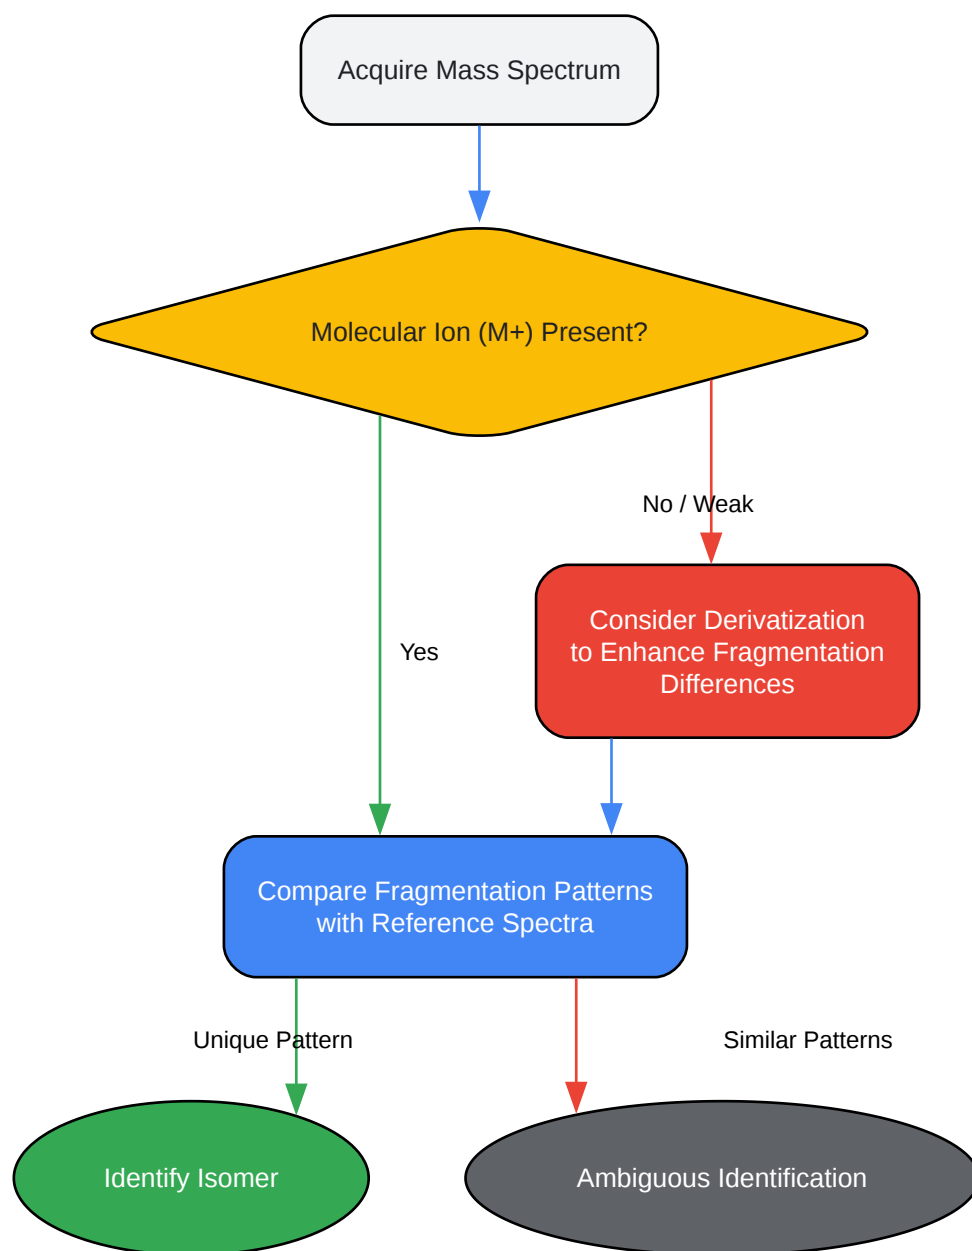 Acquire Mass Spectrum
Molecular Ion (M+) Present?
No / Weak
Consider Derivatization
to Enhance Fragmentation
Differences
Yes
Compare Fragmentation Patterns
with Reference Spectra
Unique Pattern
Similar Patterns
Identify Isomer
Ambiguous Identification